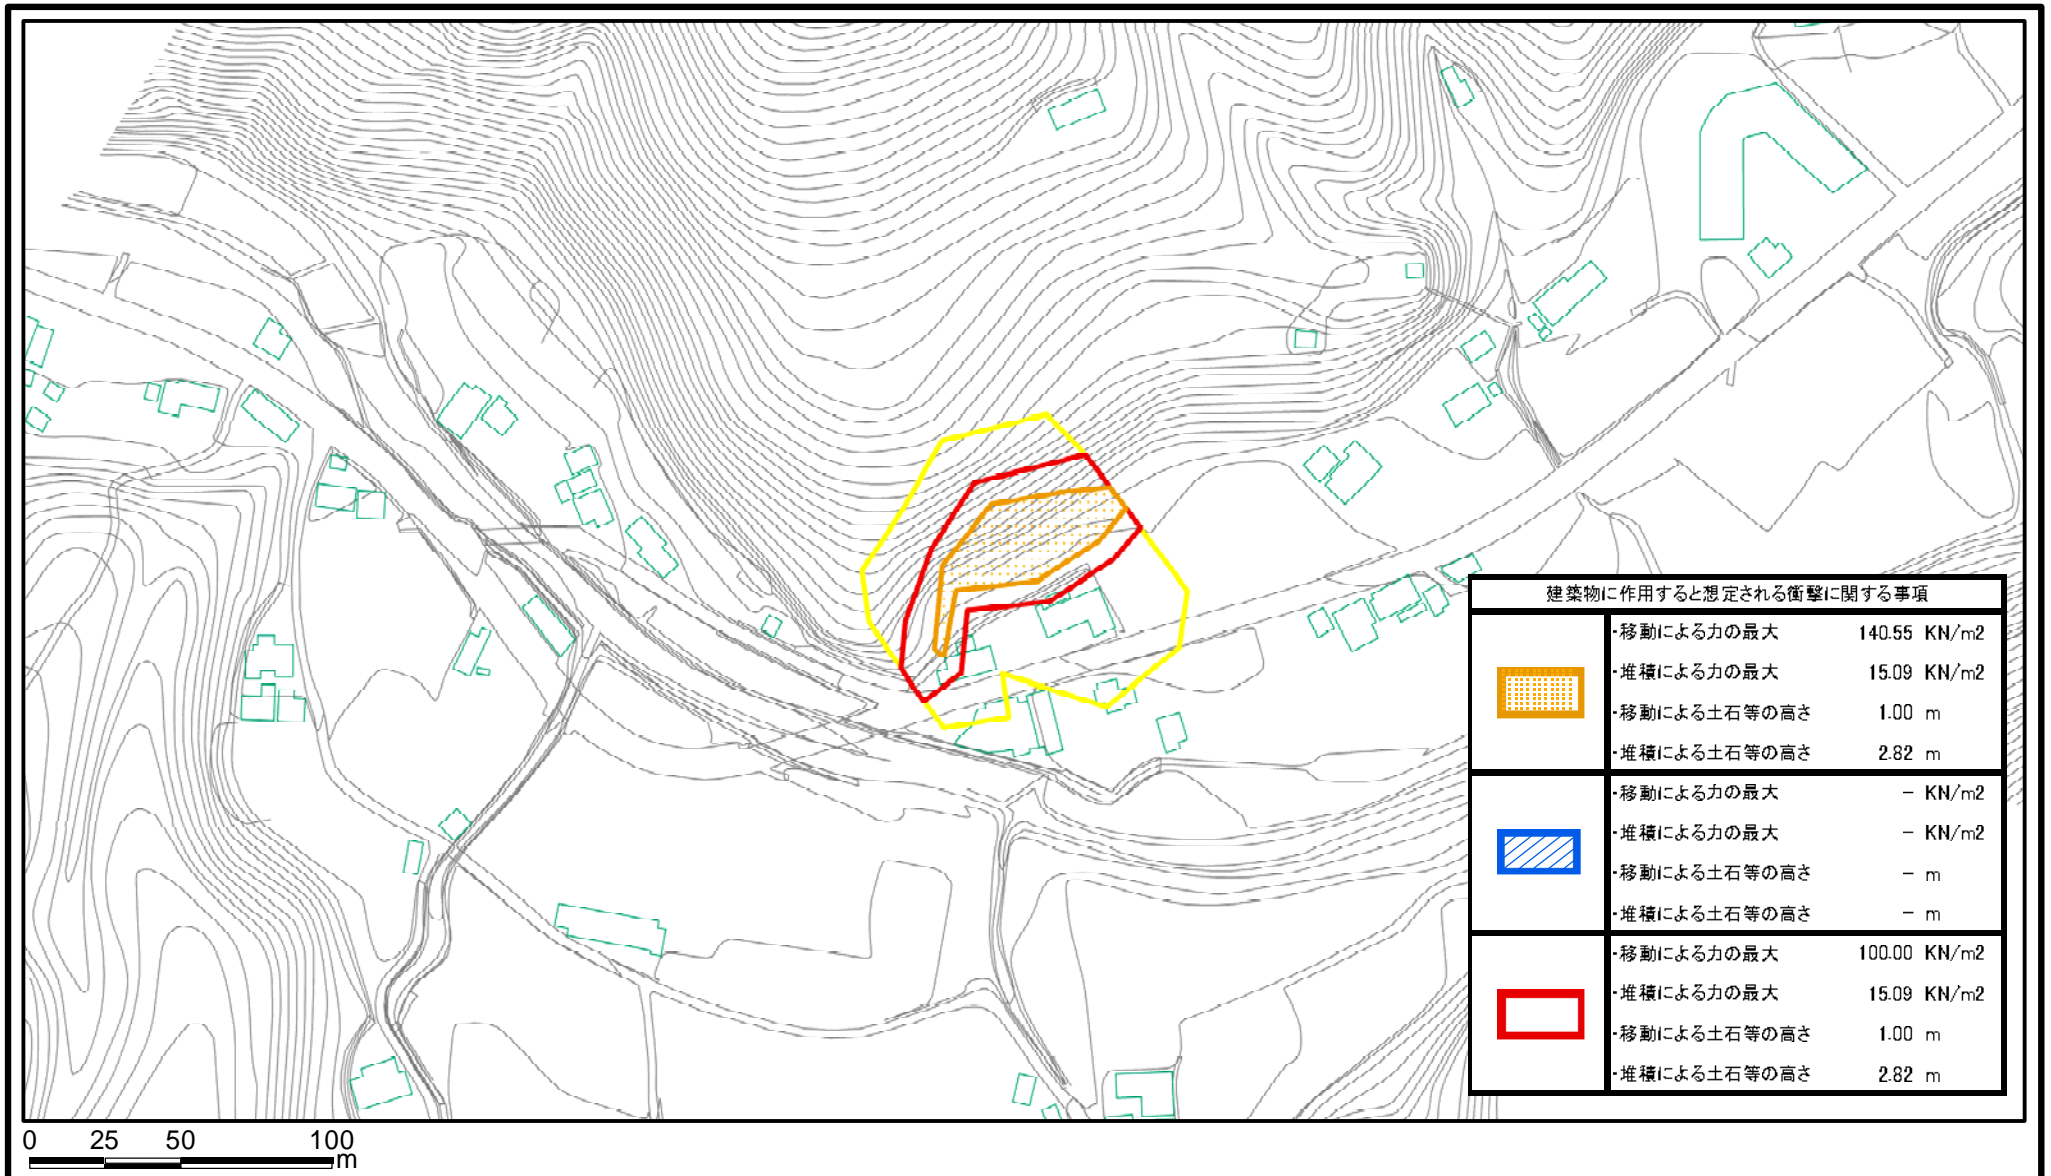 建築物に作用すると想定される衝撃に関する事項
・移動による力の最大 140.55 KN/m2
・堆積による力の最大 15.09 KN/m2
・移動による土石等の高さ 1.00 m
・堆積による土石等の高さ 2.82 m
・移動による力の最大 － KN/m2
・堆積による力の最大 － KN/m2
・移動による土石等の高さ － m
・堆積による土石等の高さ － m
・移動による力の最大 100.00 KN/m2
・堆積による力の最大 15.09 KN/m2
・移動による土石等の高さ 1.00 m
・堆積による土石等の高さ 2.82 m
0 25 50 100
m